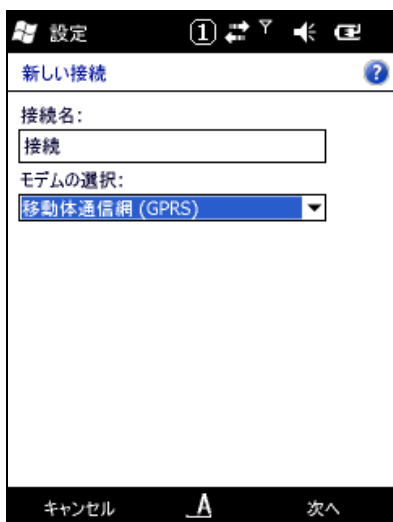 設定 1
新しい接続 ?
接続名:
接続
モデムの選択:
移動体通信網 (GPRS)
キャンセル A 次へ